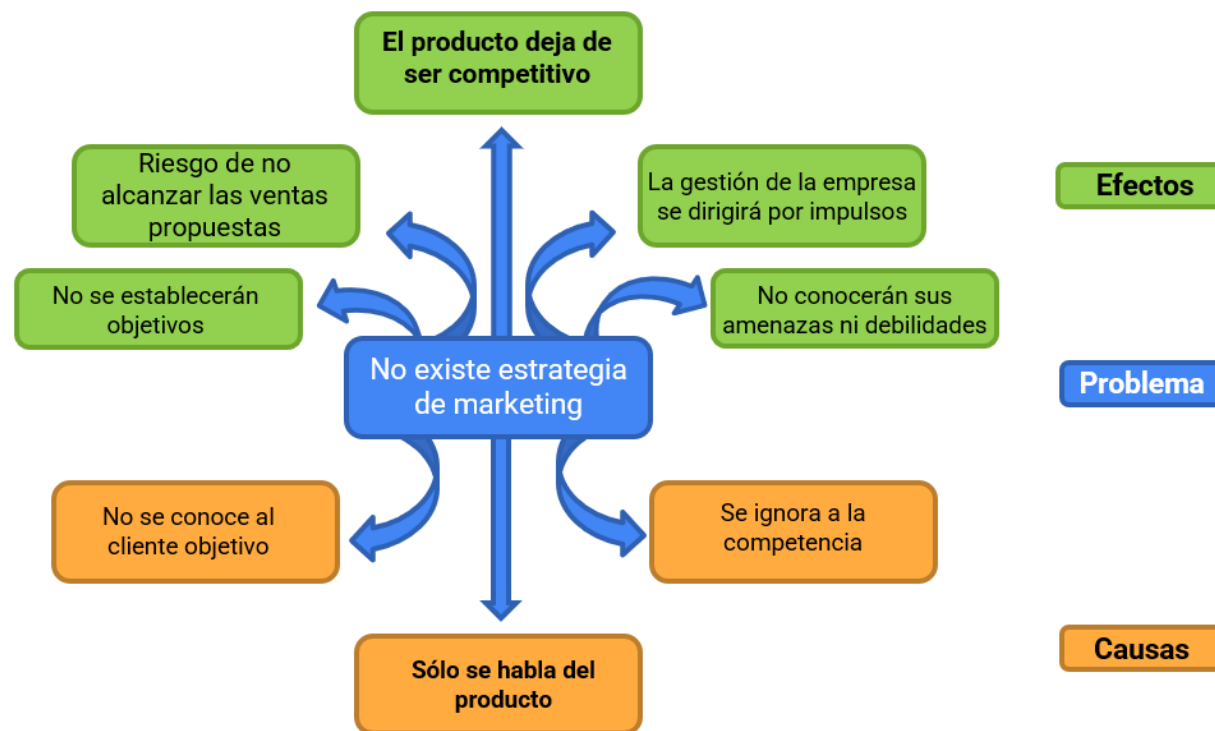 El producto deja de
ser competitivo
Riesgo de no
alcanzar las ventas
propuestas
La gestión de la empresa
se dirigirá por impulsos
Efectos
No se establecerán
objetivos
No conocerán sus
amenazas ni debilidades
No existe estrategia
de marketing
Problema
No se conoce al
cliente objetivo
Se ignora a la
competencia
Sólo se habla del
producto
Causas